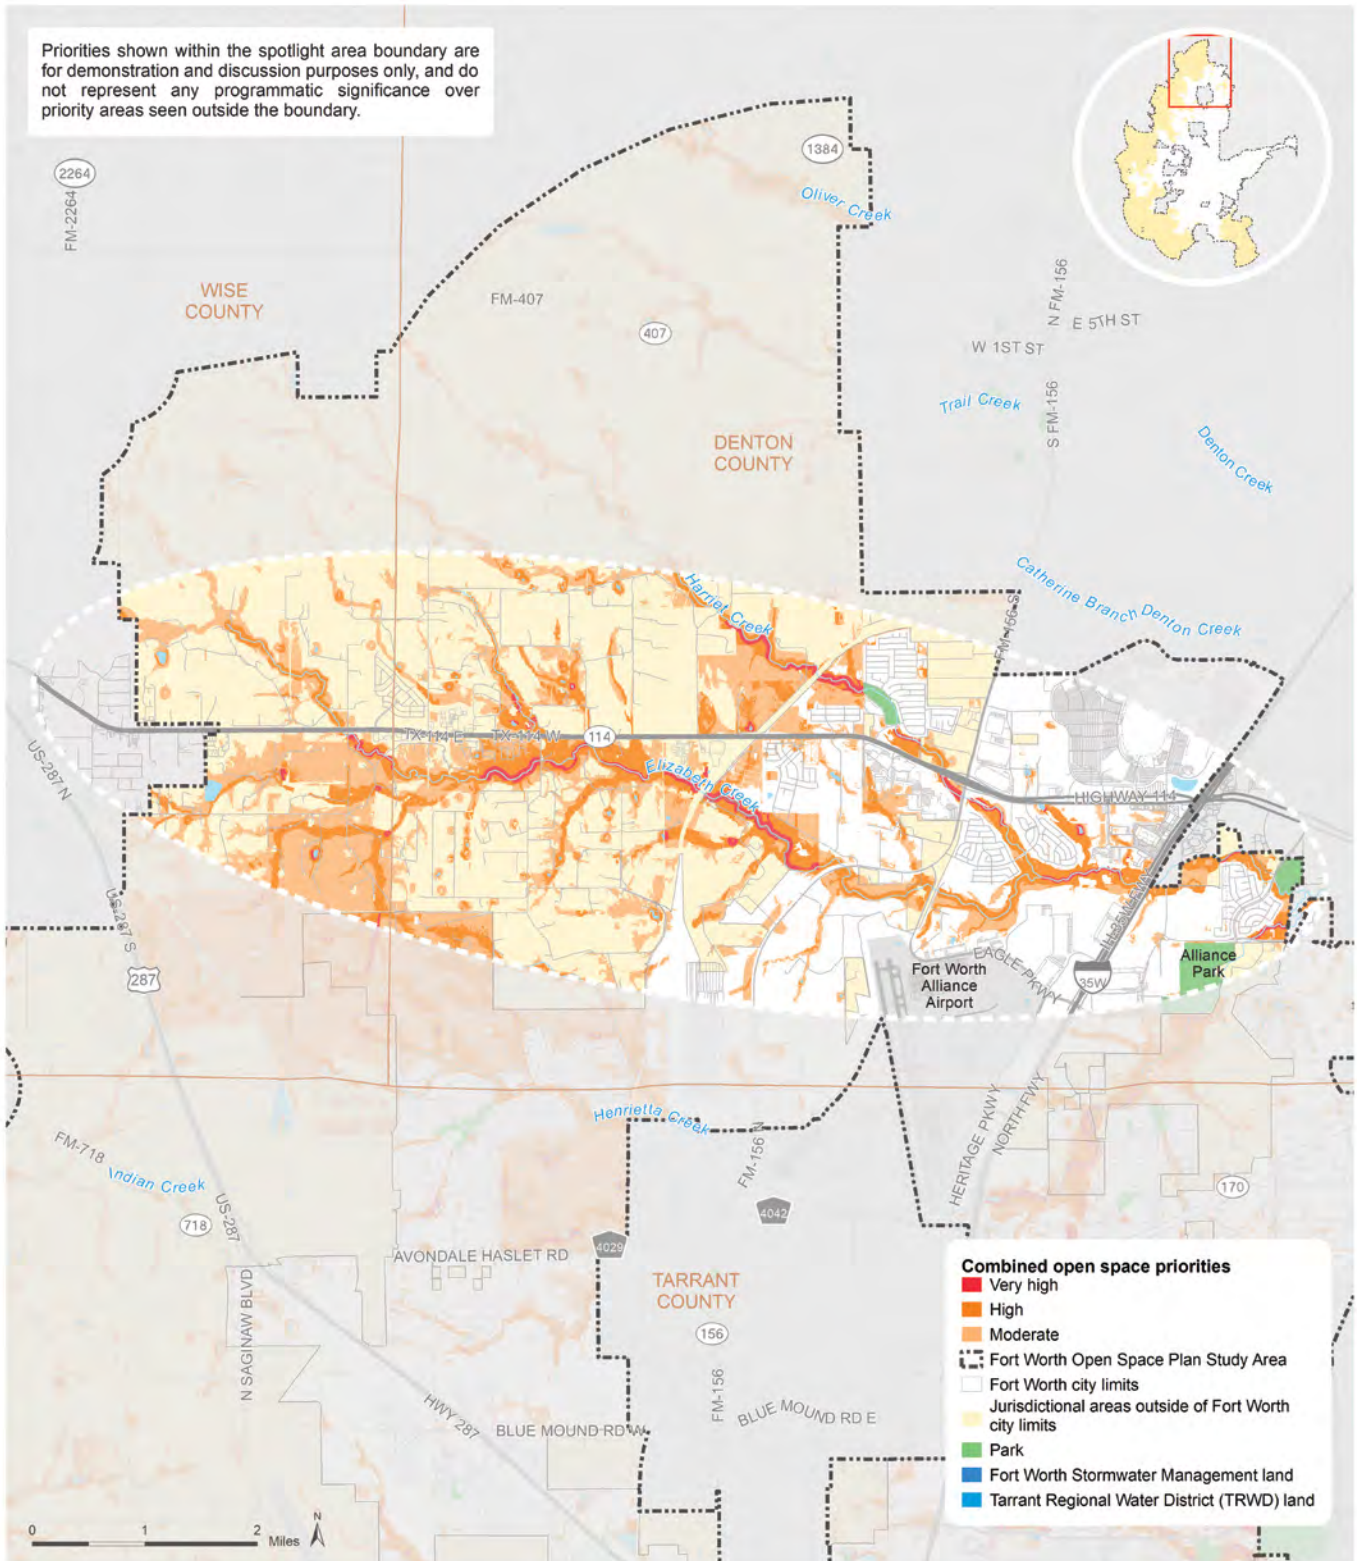 Priorities shown within the spotlight area boundary are
for demonstration and discussion purposes only, and do
not represent any programmatic significance over
priority areas seen outside the boundary.
2264
FM-2264
1384
Oliver Creek
WISE
COUNTY
FM-407
407
N FM-156
E 5TH ST
W 1ST ST
Trail Creek
S FM-156
DENTON
COUNTY
Denton Creek
Catherine Branch Denton Creek
FM-156 S
Harriet Creek
TX-114 E
TX-114 W
114
US-287 N
Elizabeth Creek
HIGHWAY 114
US-287 S
287
IH-35W HWY
EAGLE PKWY
Fort Worth
Alliance
Airport
35W
Alliance
Park
Henrietta Creek
FM-156 N
HERITAGE PKWY
NORTH FWY
FM-718
Indian Creek
718
US-287
170
4042
4029
AVONDALE HASLET RD
N SAGINAW BLVD
TARRANT
COUNTY
156
FM-156
HWY 287
BLUE MOUND RD W
BLUE MOUND RD E
Combined open space priorities
Very high
High
Moderate
Fort Worth Open Space Plan Study Area
Fort Worth city limits
Jurisdictional areas outside of Fort Worth
city limits
Park
Fort Worth Stormwater Management land
Tarrant Regional Water District (TRWD) land
0 1 2
Miles
N